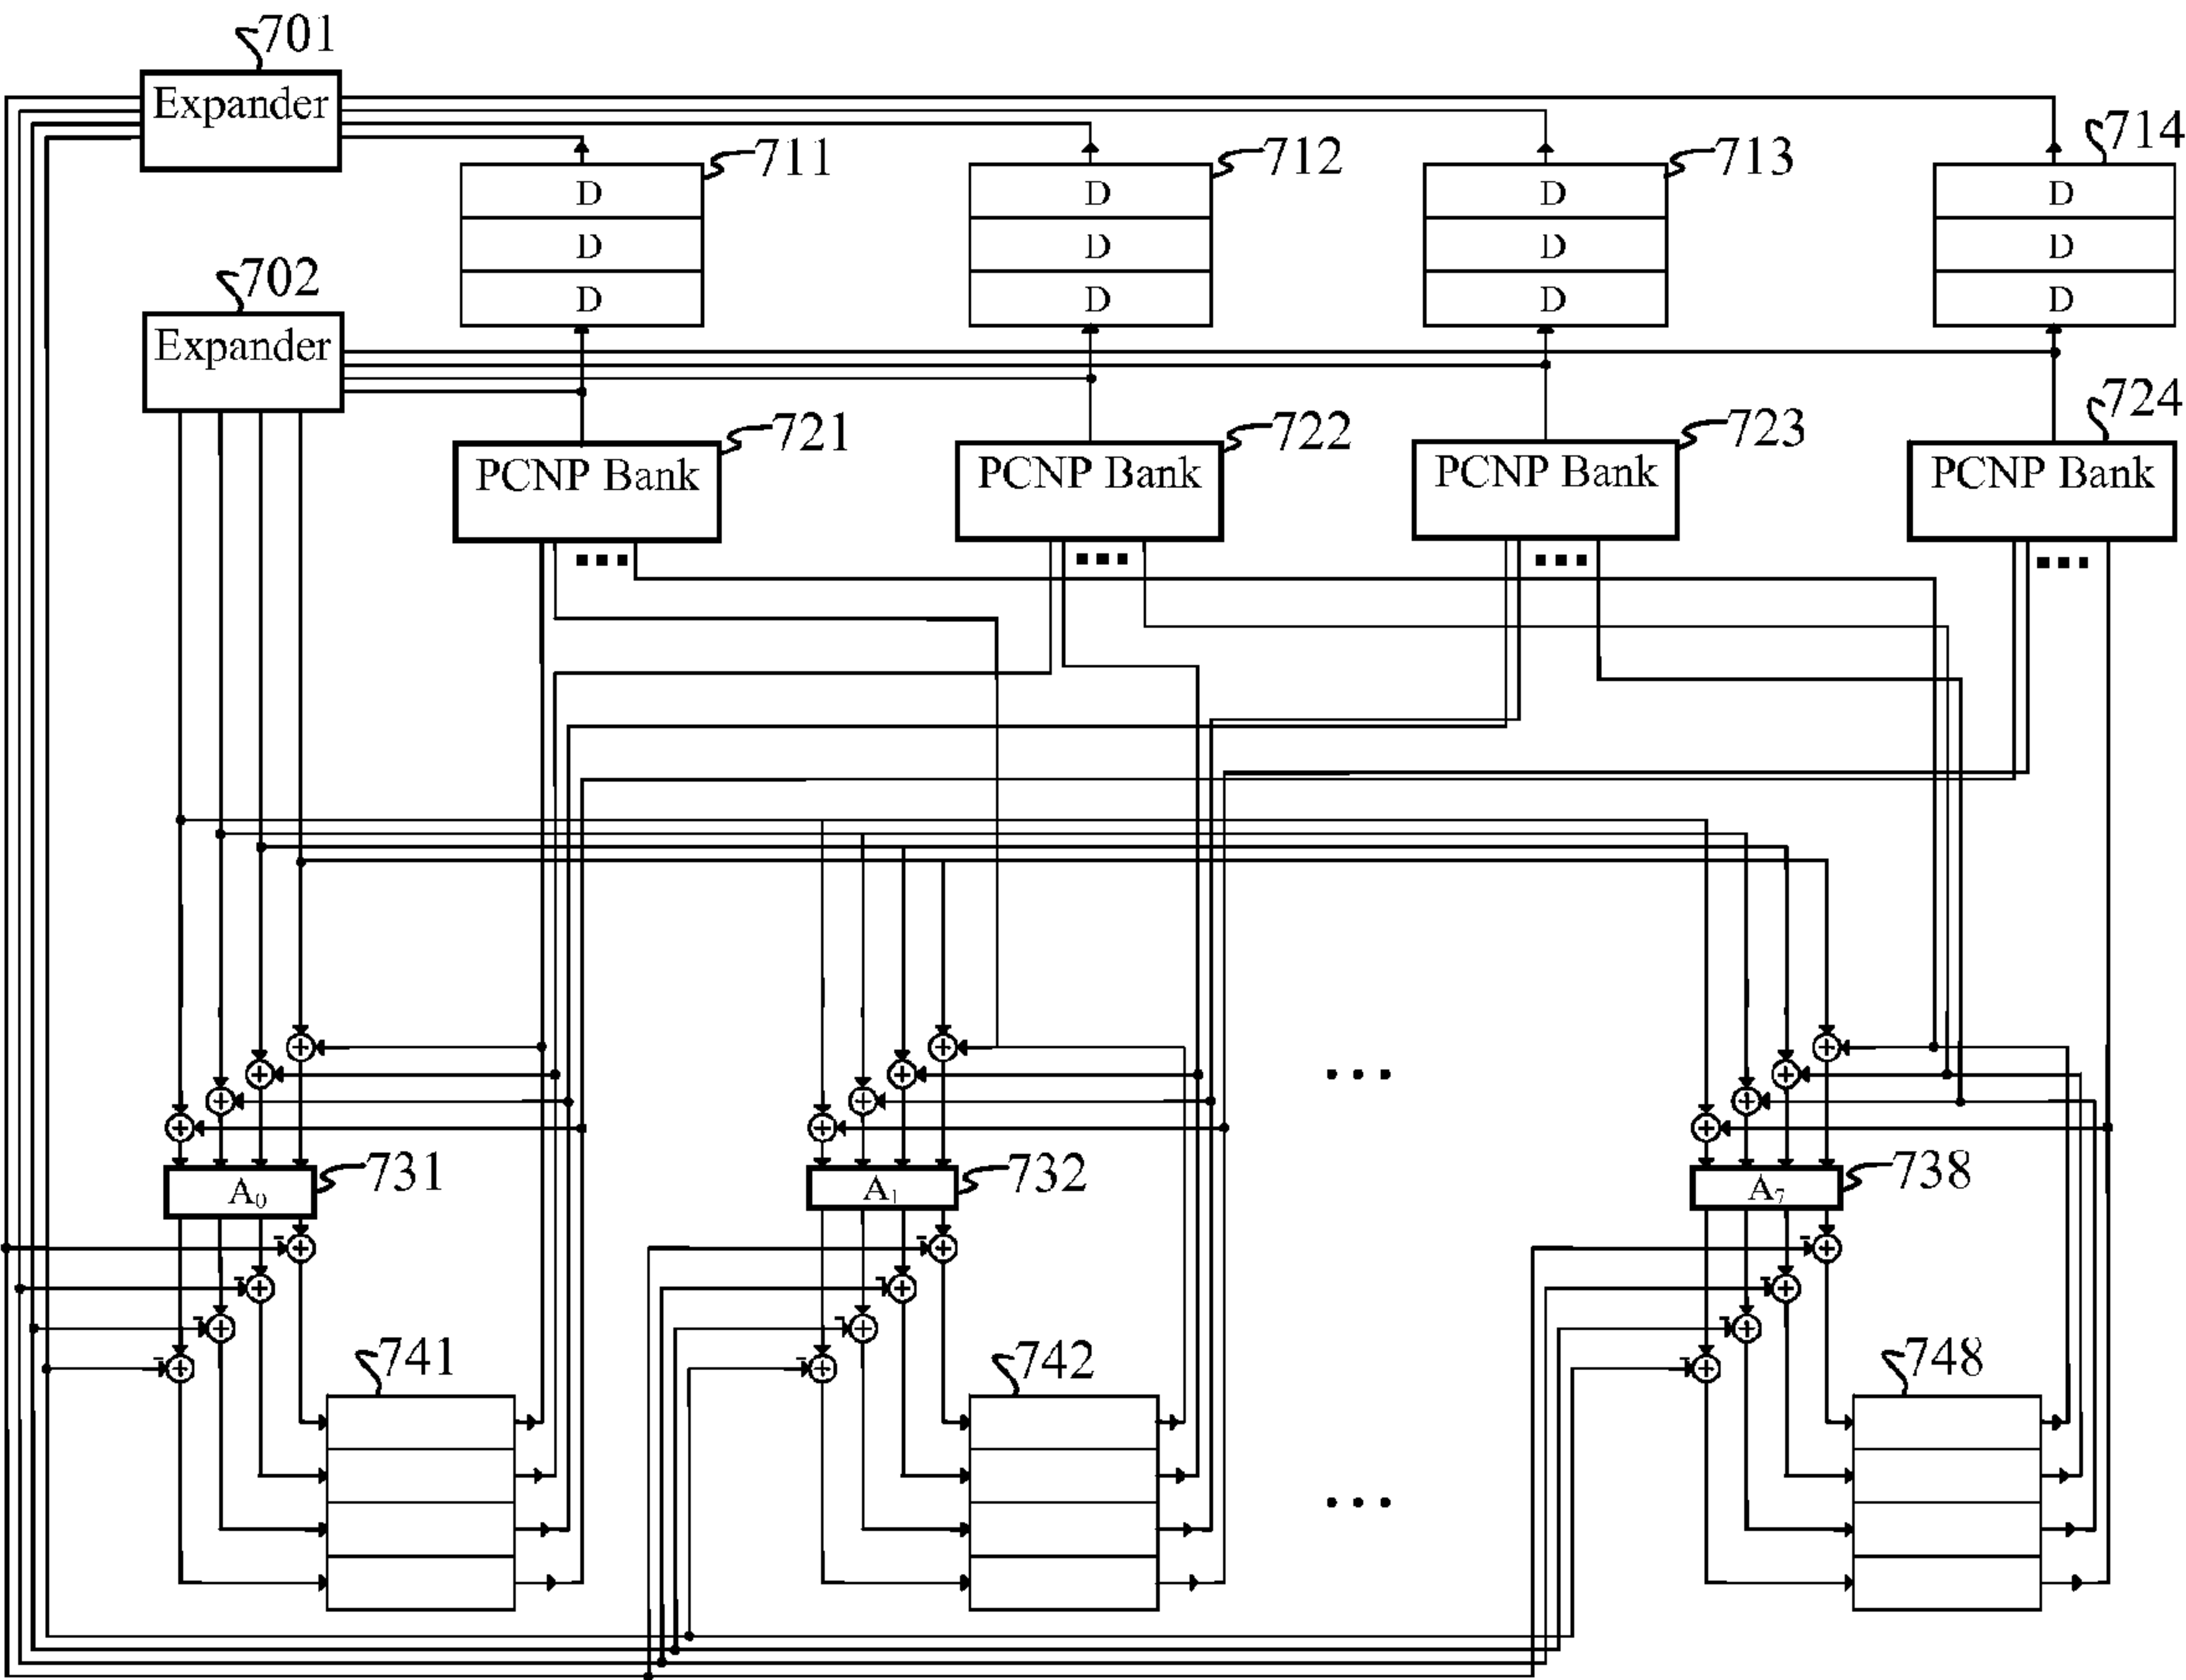 701
Expander
714
711
712
713
D
D
D
D
D
D
D
D
D
D
D
D
702
Expander
721
722
723
724
PCNP Bank
PCNP Bank
PCNP Bank
PCNP Bank
731
732
738
A₀
A₁
A₇
741
742
748